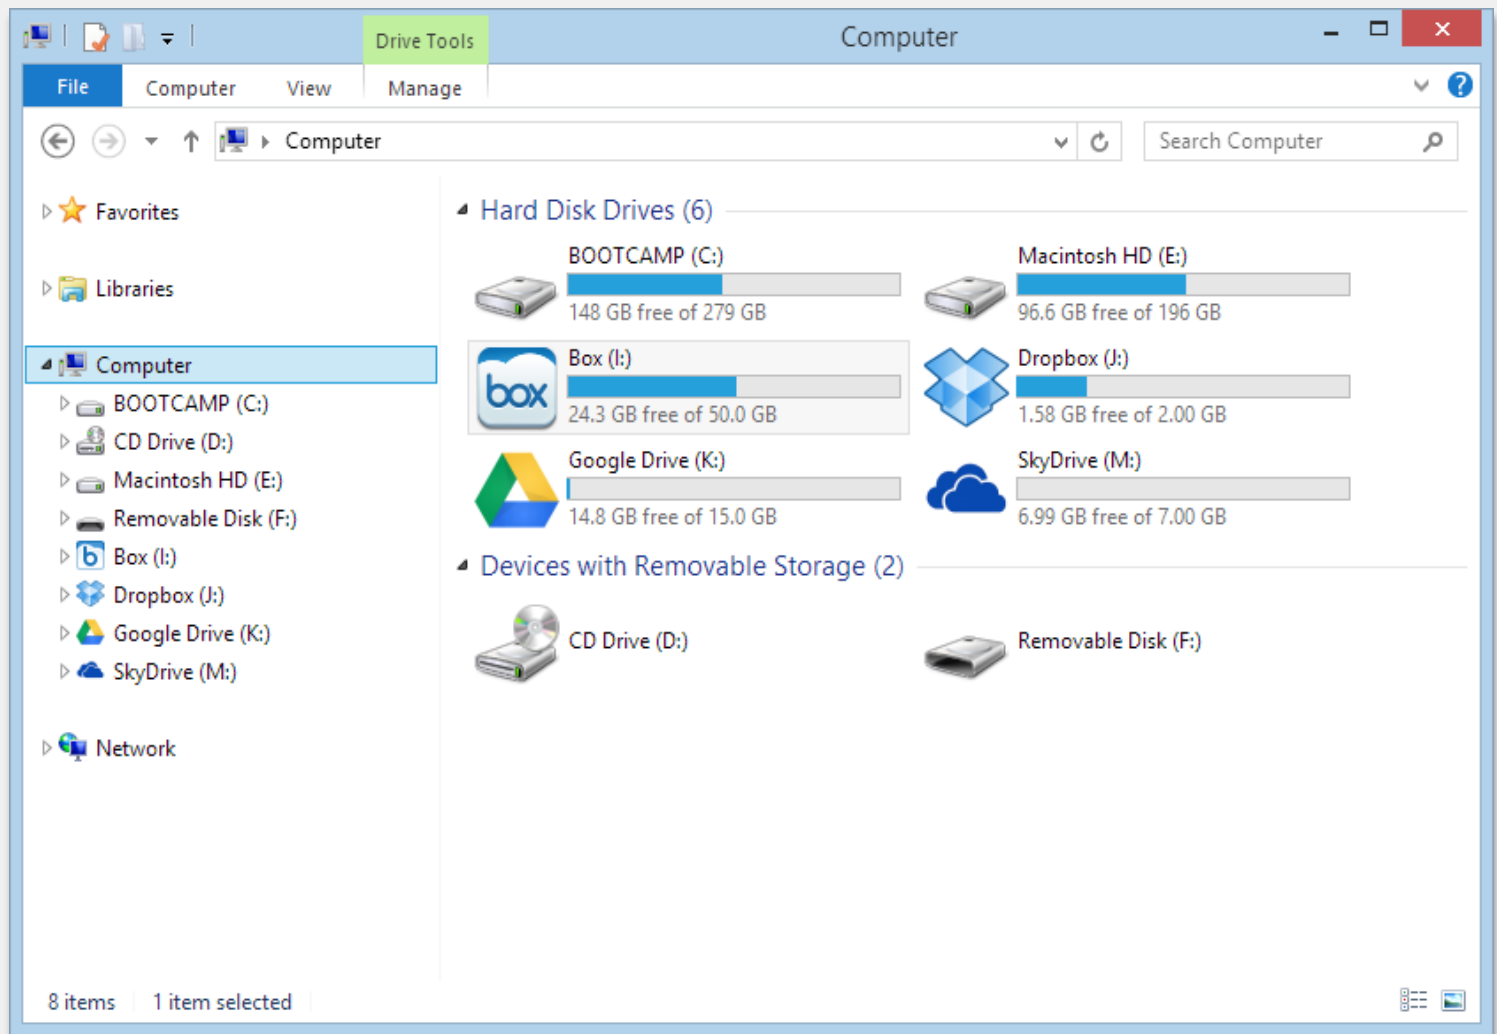 Drive Tools
Computer
File Computer View Manage
Computer
Search Computer
Favorites
Libraries
Computer
BOOTCAMP (C:)
CD Drive (D:)
Macintosh HD (E:)
Removable Disk (F:)
Box (I:)
Dropbox (J:)
Google Drive (K:)
SkyDrive (M:)
Network
Hard Disk Drives (6)
BOOTCAMP (C:)
148 GB free of 279 GB
Macintosh HD (E:)
96.6 GB free of 196 GB
box
Box (I:)
24.3 GB free of 50.0 GB
Dropbox (J:)
1.58 GB free of 2.00 GB
Google Drive (K:)
14.8 GB free of 15.0 GB
SkyDrive (M:)
6.99 GB free of 7.00 GB
Devices with Removable Storage (2)
CD Drive (D:)
Removable Disk (F:)
8 items 1 item selected